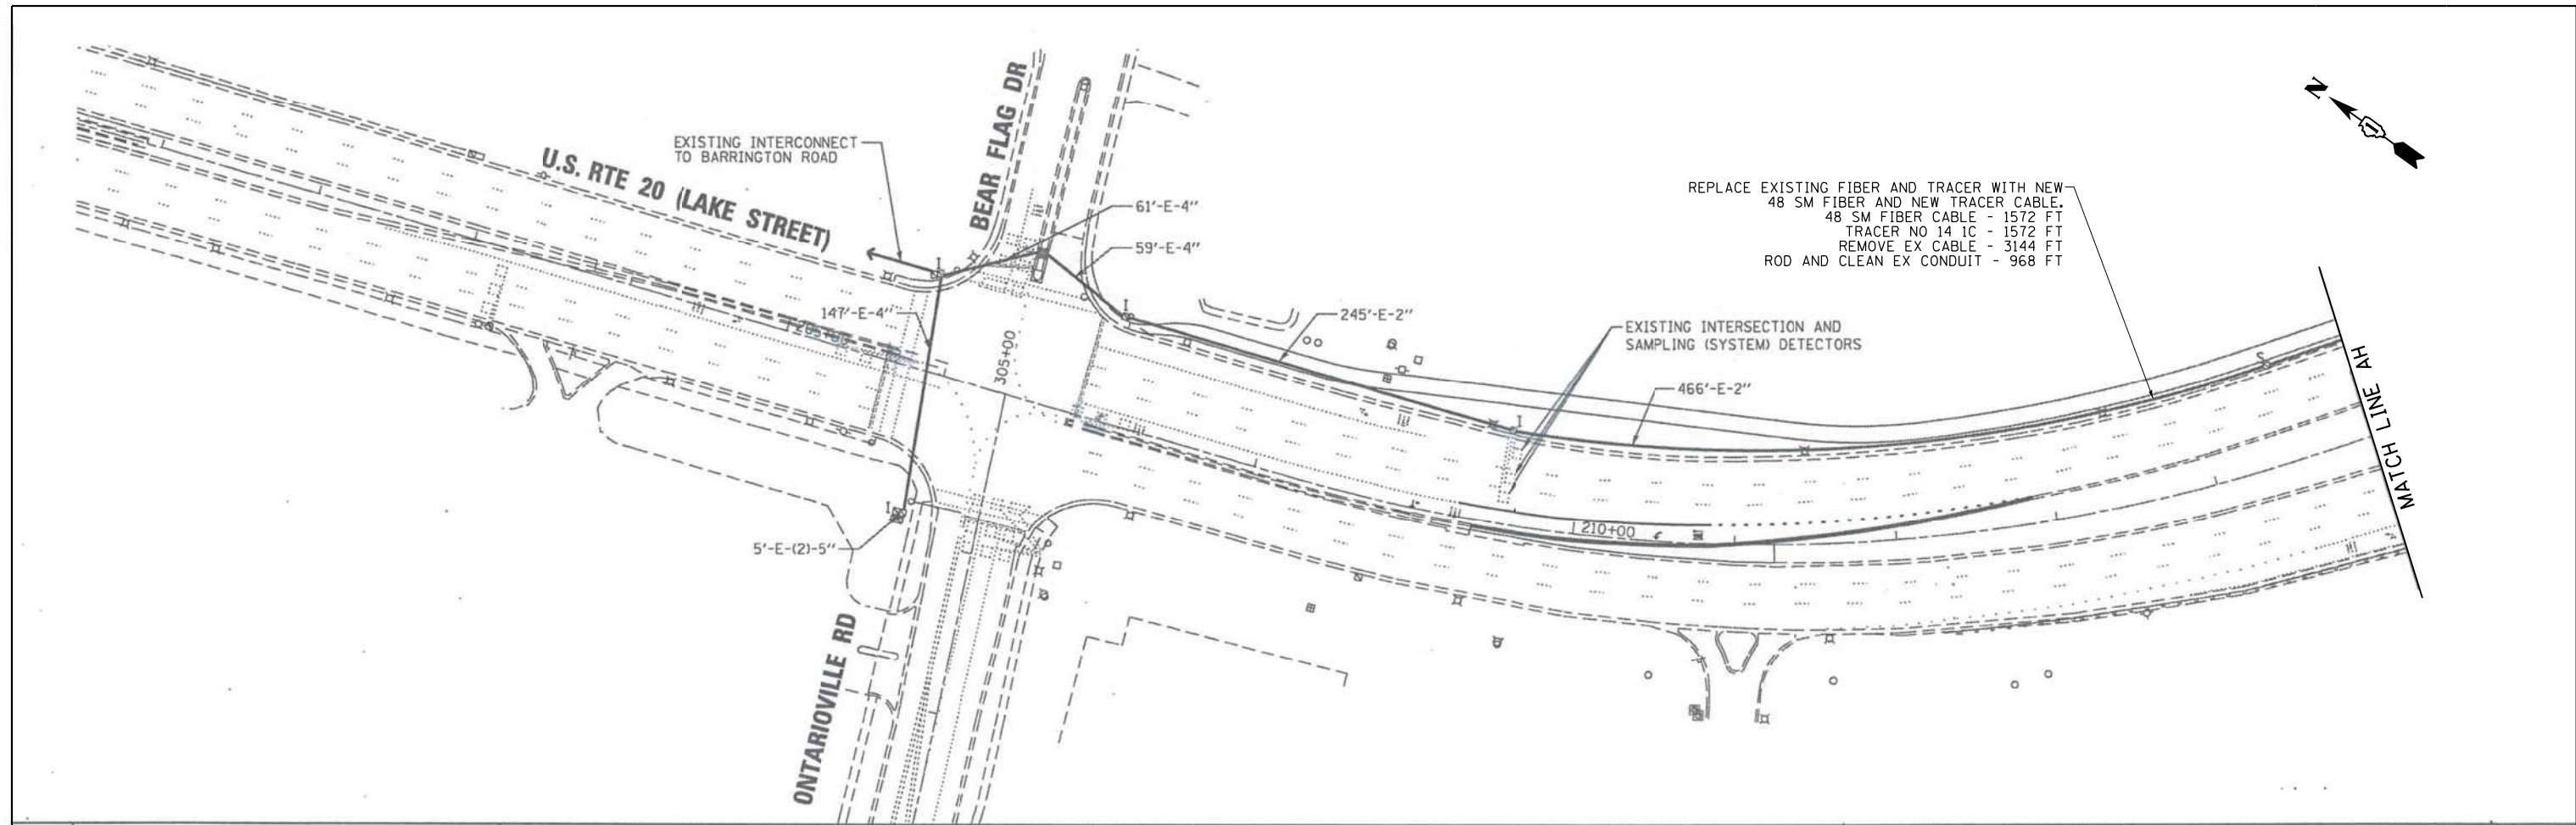 EXISTING INTERCONNECT
TO BARRINGTON ROAD
U.S. RTE 20 (LAKE STREET)
BEAR FLAG DR
N
1
61'-E-4"
59'-E-4"
I
I
147'-E-4"
305+00
245'-E-2"
EXISTING INTERSECTION AND
SAMPLING (SYSTEM) DETECTORS
REPLACE EXISTING FIBER AND TRACER WITH NEW
48 SM FIBER AND NEW TRACER CABLE.
48 SM FIBER CABLE - 1572 FT
TRACER NO 14 1C - 1572 FT
REMOVE EX CABLE - 3144 FT
ROD AND CLEAN EX CONDUIT - 968 FT
466'-E-2"
I
S
MATCH LINE AH
I
5'-E-(2)-5"
210+00
ONTARIOVILLE RD